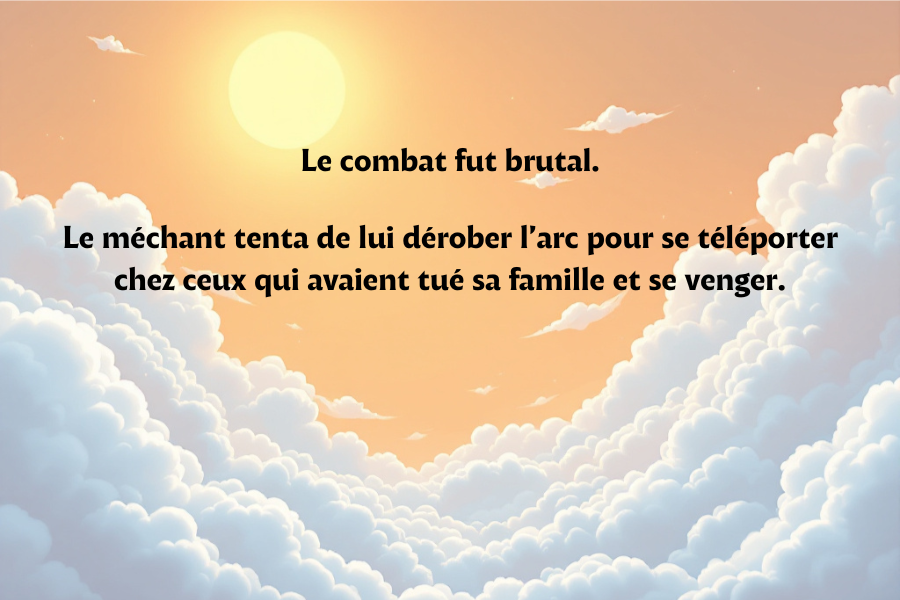 Le combat fut brutal.
Le méchant tenta de lui dérober l’arc pour se téléporter
chez ceux qui avaient tué sa famille et se venger.